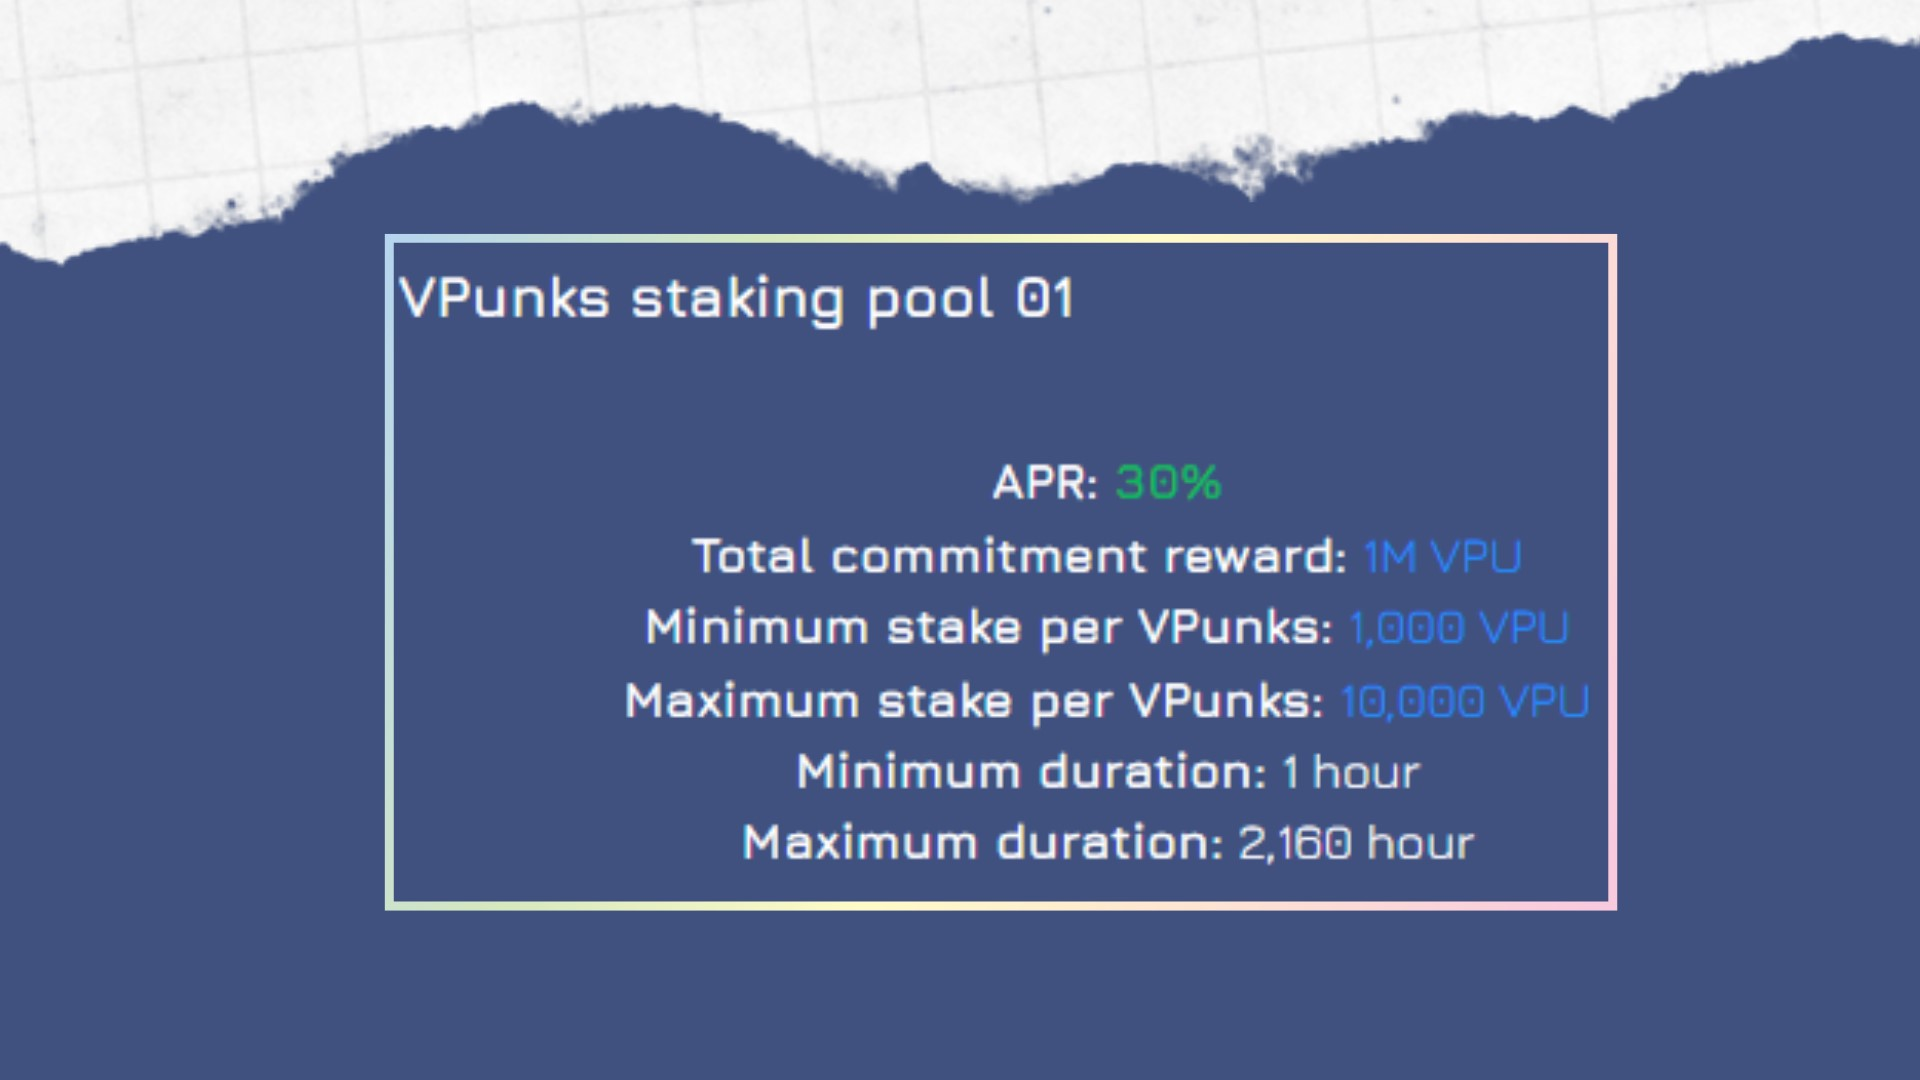 VPunks staking pool 01
APR: 30%
Total commitment reward: 1M VPU
Minimum stake per VPunks: 1,000 VPU
Maximum stake per VPunks: 10,000 VPU
Minimum duration: 1 hour
Maximum duration: 2,160 hour